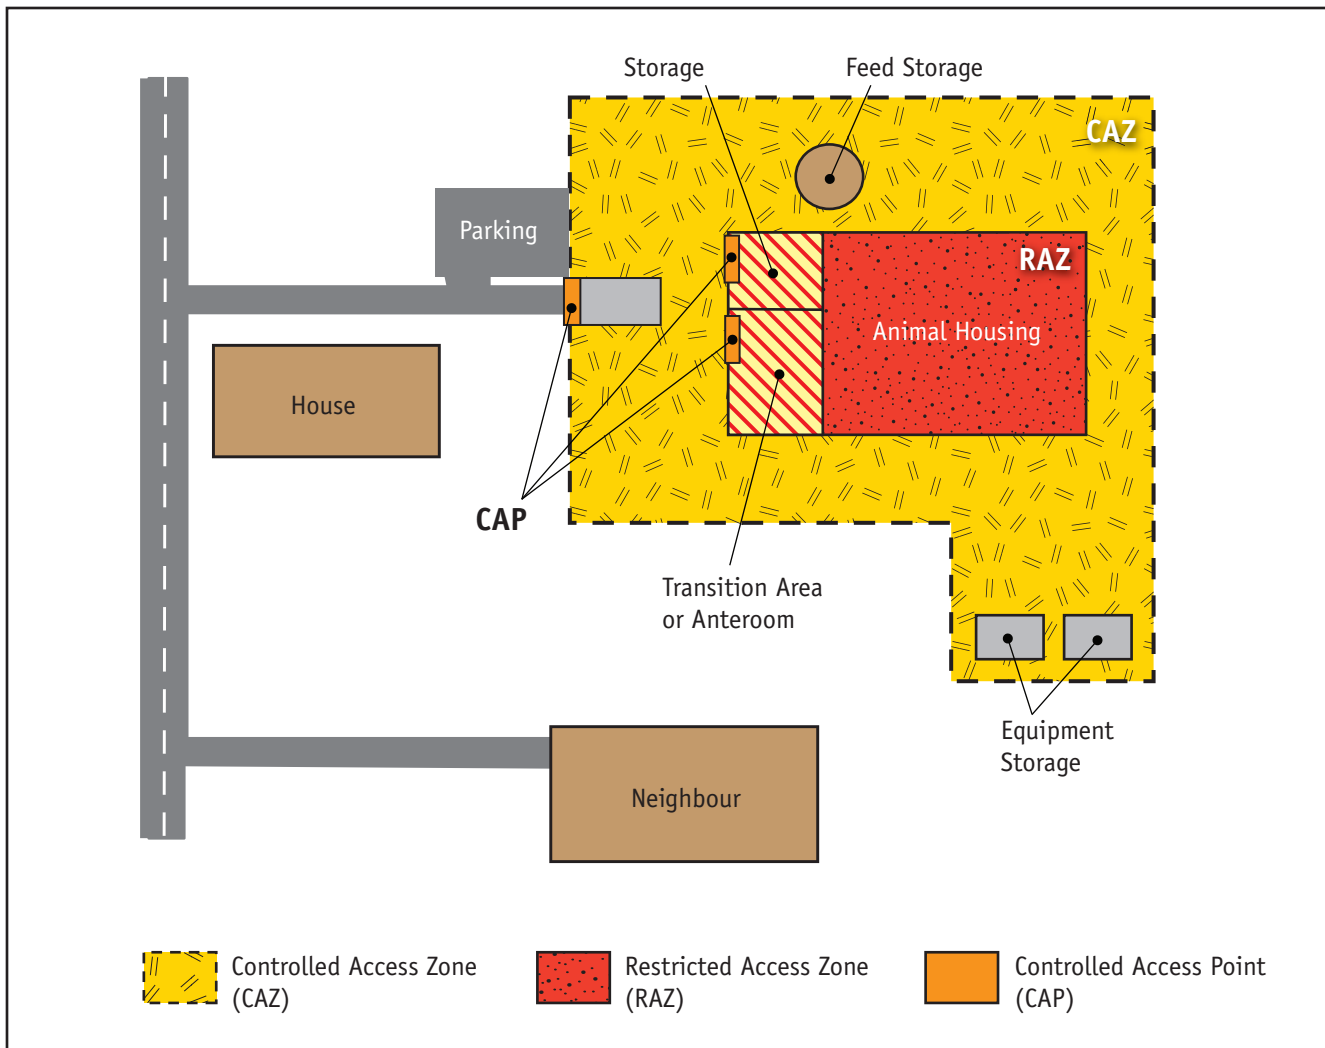 Storage
Feed Storage
CAZ
Parking
RAZ
Animal Housing
House
CAP
Transition Area
or Anteroom
Equipment
Storage
Neighbour
Controlled Access Zone
(CAZ)
Restricted Access Zone
(RAZ)
Controlled Access Point
(CAP)